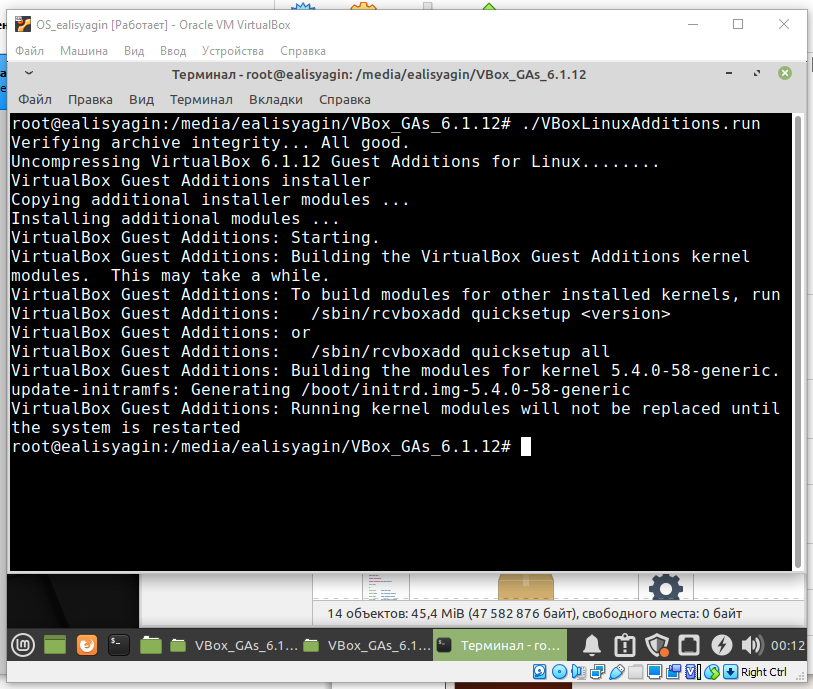 OS_ealisyagin [Работает] - Oracle VM VirtualBox
Файл Машина Вид Ввод Устройства Справка
Терминал - root@ealisyagin: /media/ealisyagin/VBox_GAs_6.1.12
Файл Правка Вид Терминал Вкладки Справка
root@ealisyagin:/media/ealisyagin/VBox_GAs_6.1.12# ./VBoxLinuxAdditions.run
Verifying archive integrity... All good.
Uncompressing VirtualBox 6.1.12 Guest Additions for Linux........
VirtualBox Guest Additions installer
Copying additional installer modules ...
Installing additional modules ...
VirtualBox Guest Additions: Starting.
VirtualBox Guest Additions: Building the VirtualBox Guest Additions kernel
modules.  This may take a while.
VirtualBox Guest Additions: To build modules for other installed kernels, run
VirtualBox Guest Additions:   /sbin/rcvboxadd quicksetup <version>
VirtualBox Guest Additions: or
VirtualBox Guest Additions:   /sbin/rcvboxadd quicksetup all
VirtualBox Guest Additions: Building the modules for kernel 5.4.0-58-generic.
update-initramfs: Generating /boot/initrd.img-5.4.0-58-generic
VirtualBox Guest Additions: Running kernel modules will not be replaced until
the system is restarted
root@ealisyagin:/media/ealisyagin/VBox_GAs_6.1.12#
14 объектов: 45,4 MiB (47 582 876 байт), свободного места: 0 байт
VBox_GAs_6.1... VBox_GAs_6.1... Терминал - ro... 00:12
Right Ctrl